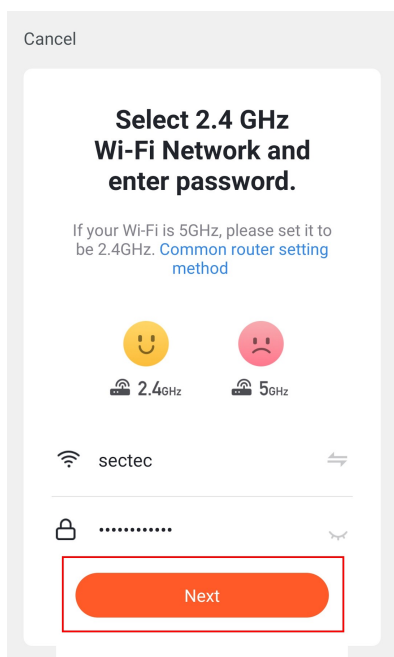 Cancel
Select 2.4 GHz
Wi-Fi Network and
enter password.
If your Wi-Fi is 5GHz, please set it to
be 2.4GHz. Common router setting
method
2.4GHz 5GHz
sectec
••••••••••••
Next